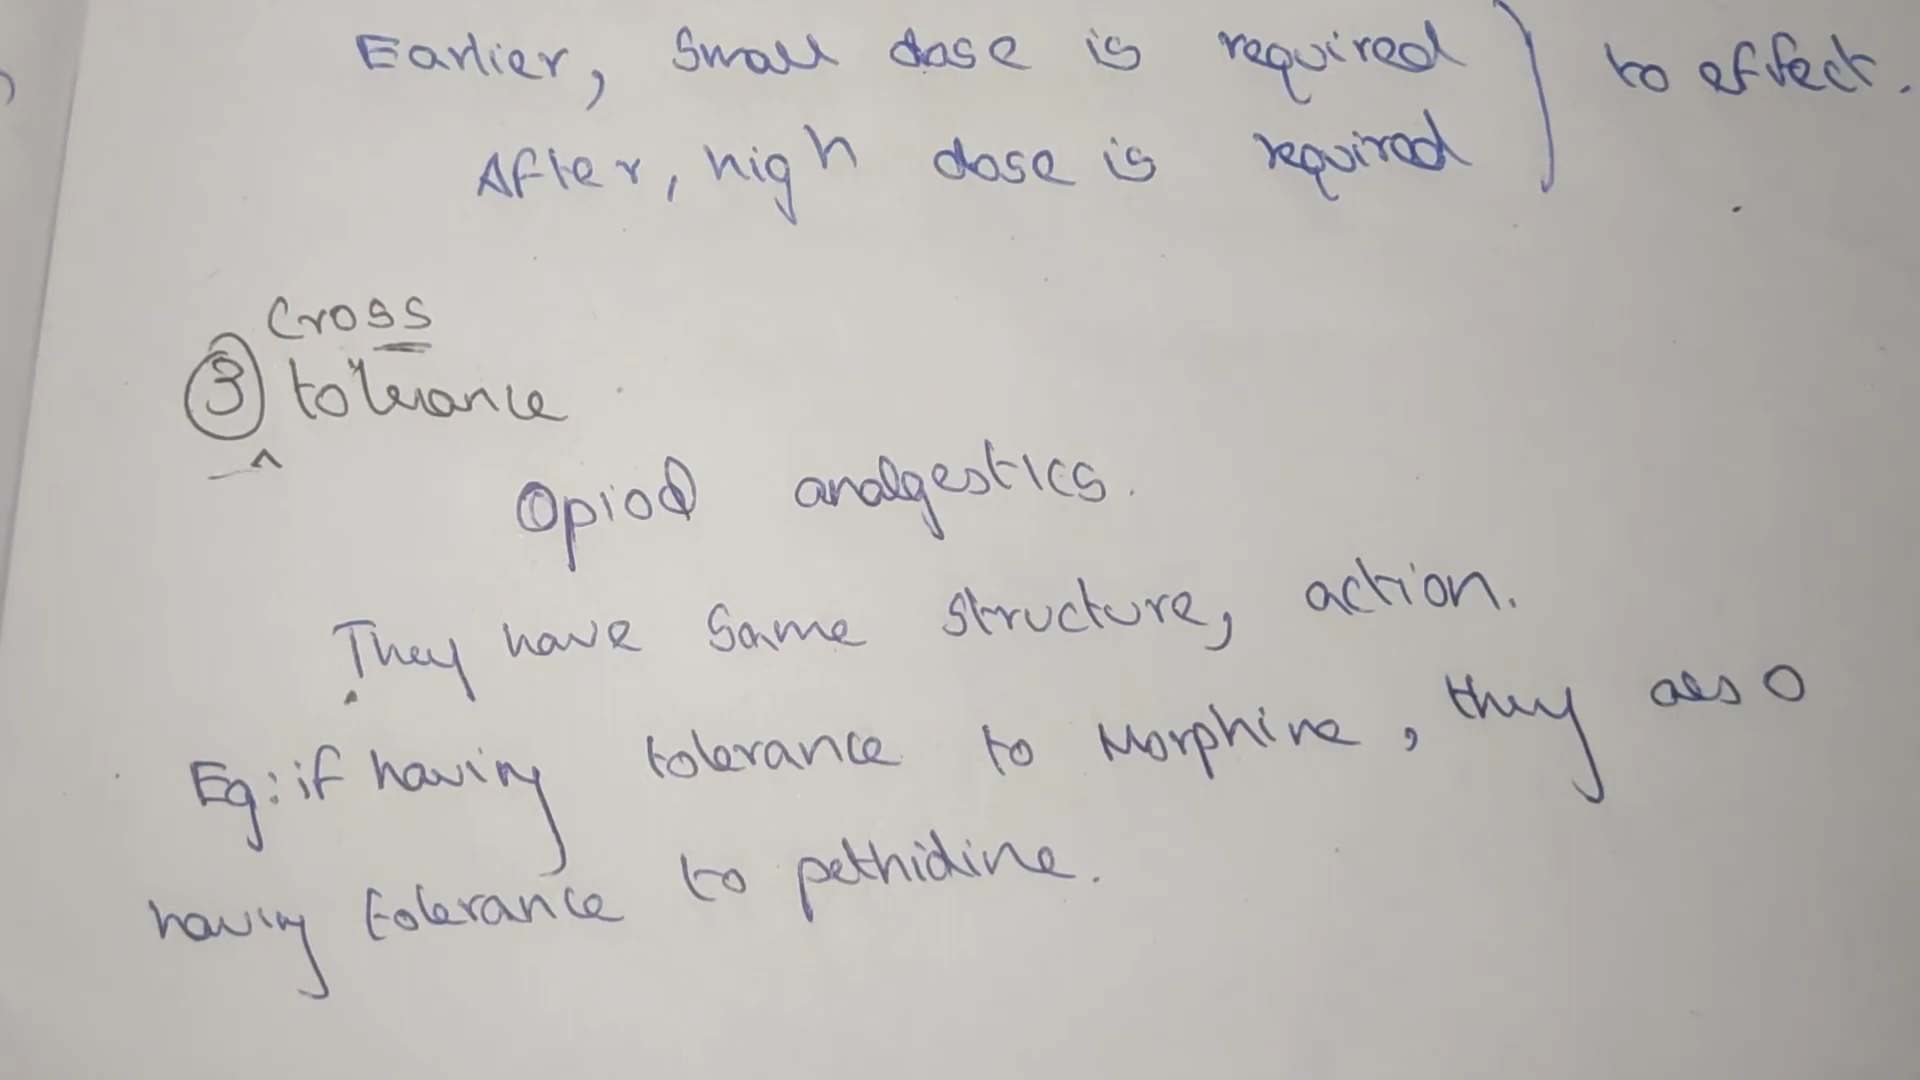 Earlier, Small dose is required } to effect.
After, high dose is required
Cross
③ tolerance
Opiod analgestics.
They have Same structure, action.
Eg: if having tolerance to Morphine, they also
having tolerance to pethidine.